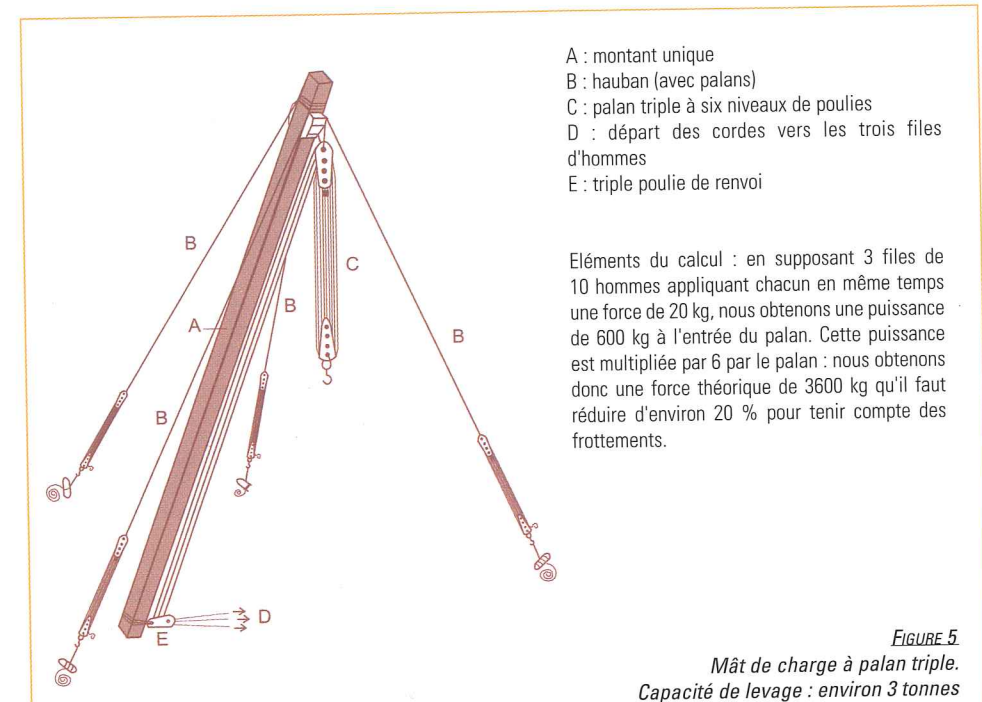 A : montant unique
B : hauban (avec palans)
C : palan triple à six niveaux de poulies
D : départ des cordes vers les trois files
d'hommes
E : triple poulie de renvoi
Eléments du calcul : en supposant 3 files de
10 hommes appliquant chacun en même temps
une force de 20 kg, nous obtenons une puissance
de 600 kg à l'entrée du palan. Cette puissance
est multipliée par 6 par le palan : nous obtenons
donc une force théorique de 3600 kg qu'il faut
réduire d'environ 20 % pour tenir compte des
frottements.
B
C
B
A
B
B
D
E
FIGURE 5
Mât de charge à palan triple.
Capacité de levage : environ 3 tonnes